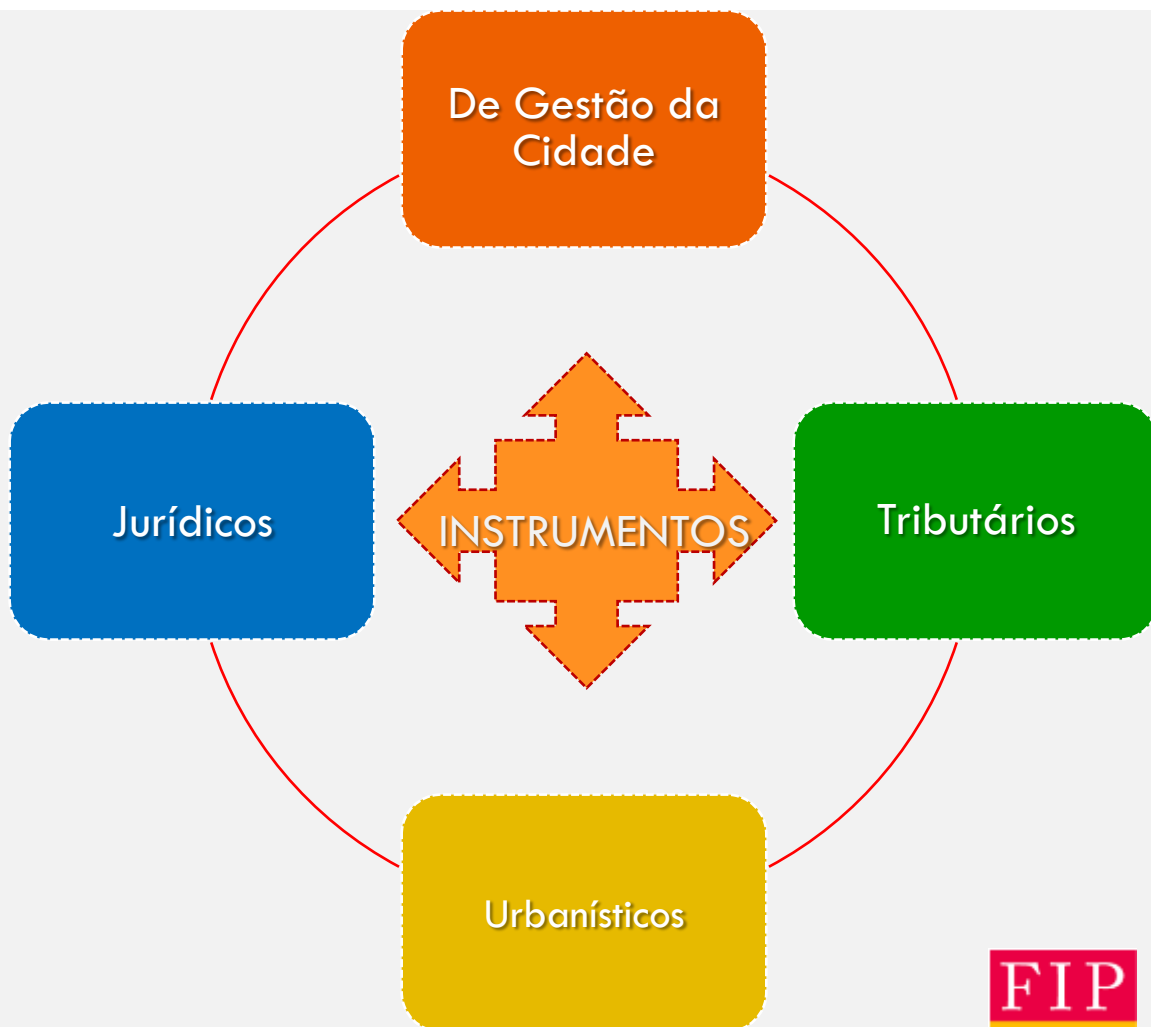 De Gestão da
Cidade
Jurídicos
INSTRUMENTOS
Tributários
Urbanísticos
FIP